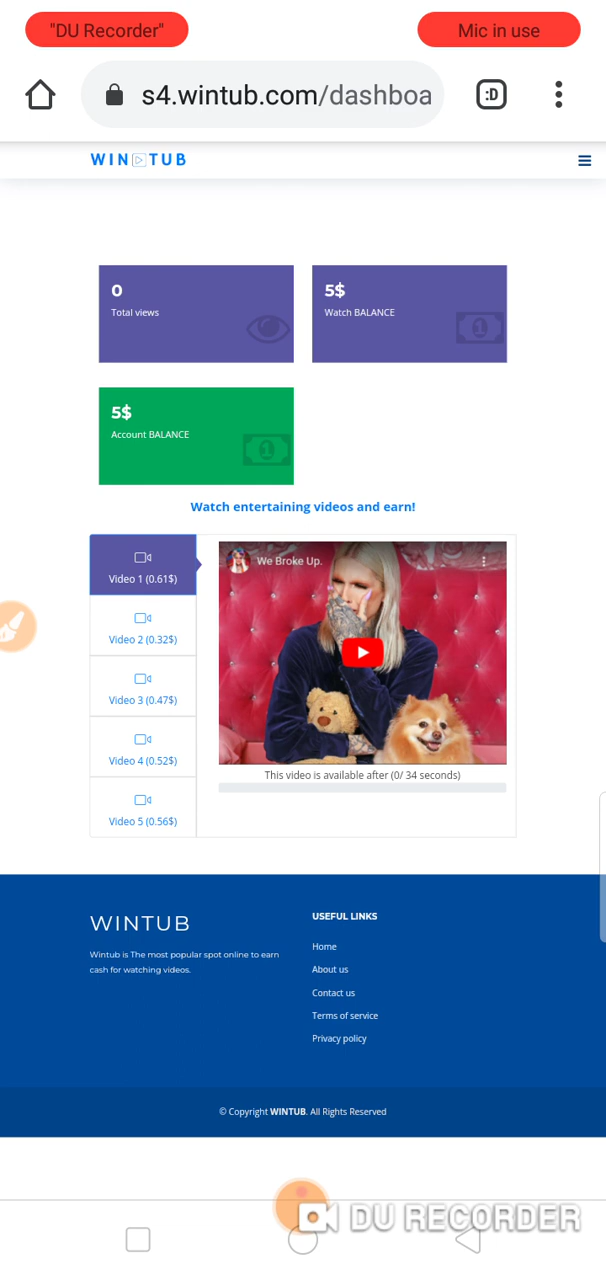 "DU Recorder"
Mic in use
:D
s4.wintub.com/dashboa
WIN TUB
0
Total views
5$
Watch BALANCE
5$
Account BALANCE
Watch entertaining videos and earn!
Video 1 (0.61$)
Video 2 (0.32$)
Video 3 (0.47$)
Video 4 (0.52$)
Video 5 (0.56$)
We Broke Up.
This video is available after (0/ 34 seconds)
WINTUB
Wintub is The most popular spot online to earn
cash for watching videos.
USEFUL LINKS
Home
About us
Contact us
Terms of service
Privacy policy
© Copyright WINTUB. All Rights Reserved
DU RECORDER